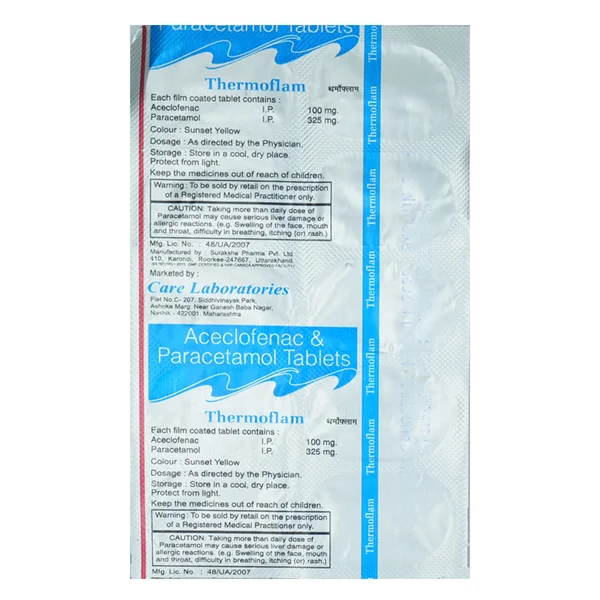 Paracetamol Tablets
Thermoflam थर्मोफ्लाम
Each film coated tablet contains :
Aceclofenac I.P. 100 mg.
Paracetamol I.P. 325 mg.
Colour : Sunset Yellow
Dosage : As directed by the Physician.
Storage : Store in a cool, dry place.
Protect from light.
Keep the medicines out of reach of children.
Warning: To be sold by retail on the prescription
of a Registered Medical Practitioner only.
CAUTION: Taking more than daily dose of
Paracetamol may cause serious liver damage or
allergic reactions. (e.g. Swelling of the face, mouth
and throat, difficulty in breathing, itching (or) rash.)
Mfg. Lic. No. : 48/UA/2007
Manufactured by : Suraksha Pharma Pvt. Ltd.
410, Karondi, Roorkee-247667, Uttarakhand
Marketed by :
Care Laboratories
Flat No.C- 207, Siddhivinayak Park,
Ashoka Marg, Near Ganesh Baba Nagar,
Nashik - 422001. Maharashtra
Aceclofenac &
Paracetamol Tablets
Thermoflam थर्मोफ्लाम
Each film coated tablet contains :
Aceclofenac I.P. 100 mg.
Paracetamol I.P. 325 mg.
Colour : Sunset Yellow
Dosage : As directed by the Physician.
Storage : Store in a cool, dry place.
Protect from light.
Keep the medicines out of reach of children.
Warning: To be sold by retail on the prescription
of a Registered Medical Practitioner only.
CAUTION: Taking more than daily dose of
Paracetamol may cause serious liver damage or
allergic reactions. (e.g. Swelling of the face, mouth
and throat, difficulty in breathing, itching (or) rash.)
Mfg. Lic. No. : 48/UA/2007
Thermoflam
Thermoflam
Thermoflam
Thermoflam
Thermoflam
Thermoflam
Thermoflam